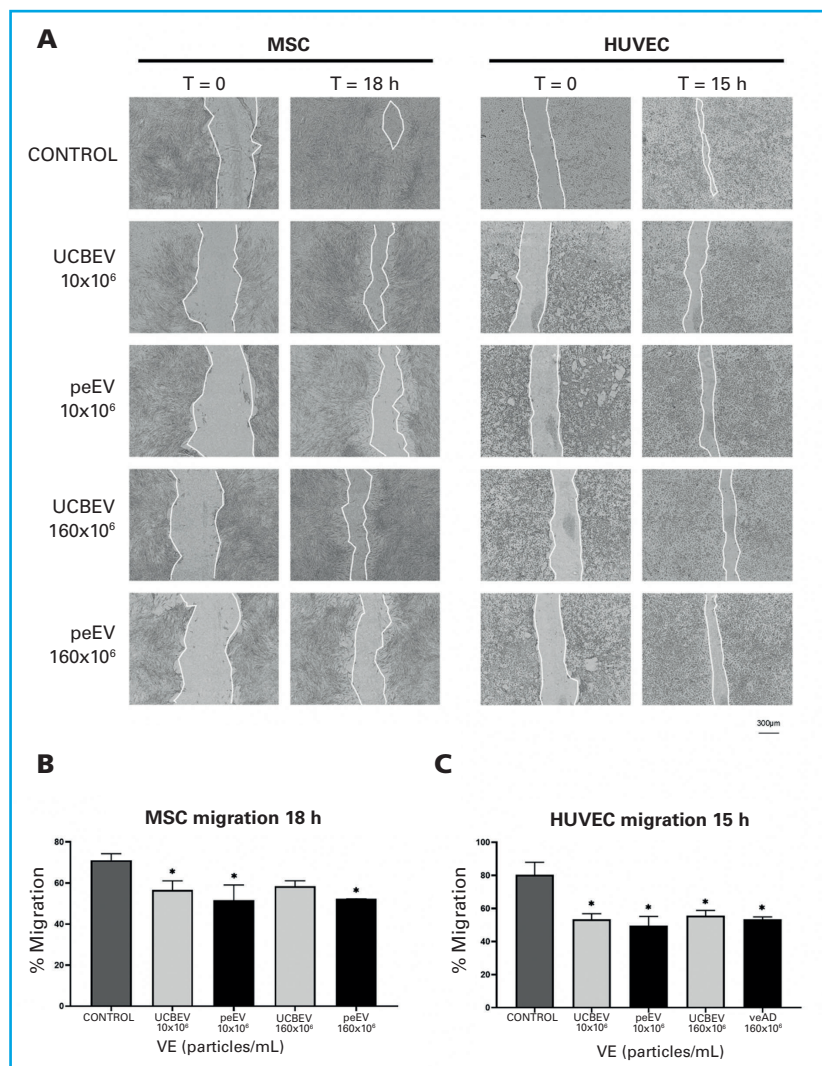 A
MSC
HUVEC
T = 0
T = 18 h
T = 0
T = 15 h
CONTROL
UCBEV
10x10⁶
peEV
10x10⁶
UCBEV
160x10⁶
peEV
160x10⁶
300µm
B
MSC migration 18 h
% Migration
80
60
40
20
0
*
*
*
CONTROL
UCBEV
10x10⁶
peEV
10x10⁶
UCBEV
160x10⁶
peEV
160x10⁶
VE (particles/mL)
C
HUVEC migration 15 h
% Migration
100
80
60
40
20
0
*
*
*
*
CONTROL
UCBEV
10x10⁶
peEV
10x10⁶
UCBEV
160x10⁶
veAD
160x10⁶
VE (particles/mL)